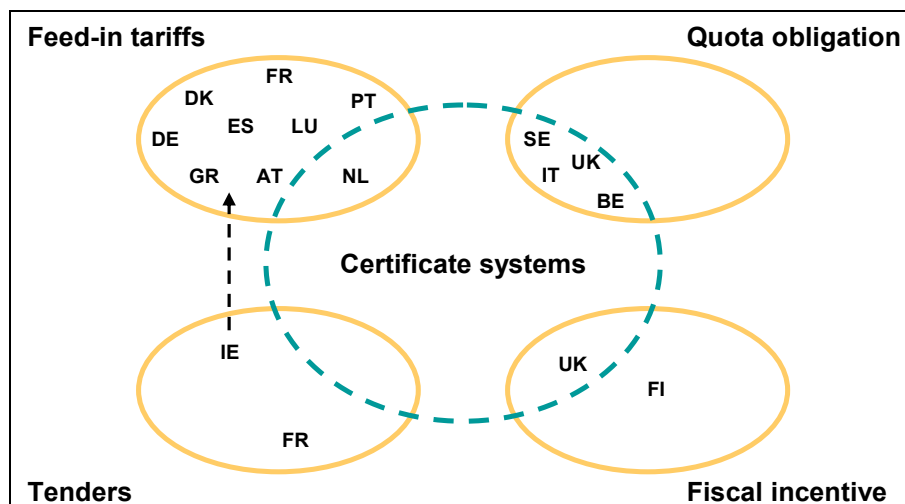 Feed-in tariffs
Quota obligation
FR
DK
PT
DE
ES
LU
GR
AT
NL
SE
UK
IT
BE
Certificate systems
IE
FR
UK
FI
Tenders
Fiscal incentive